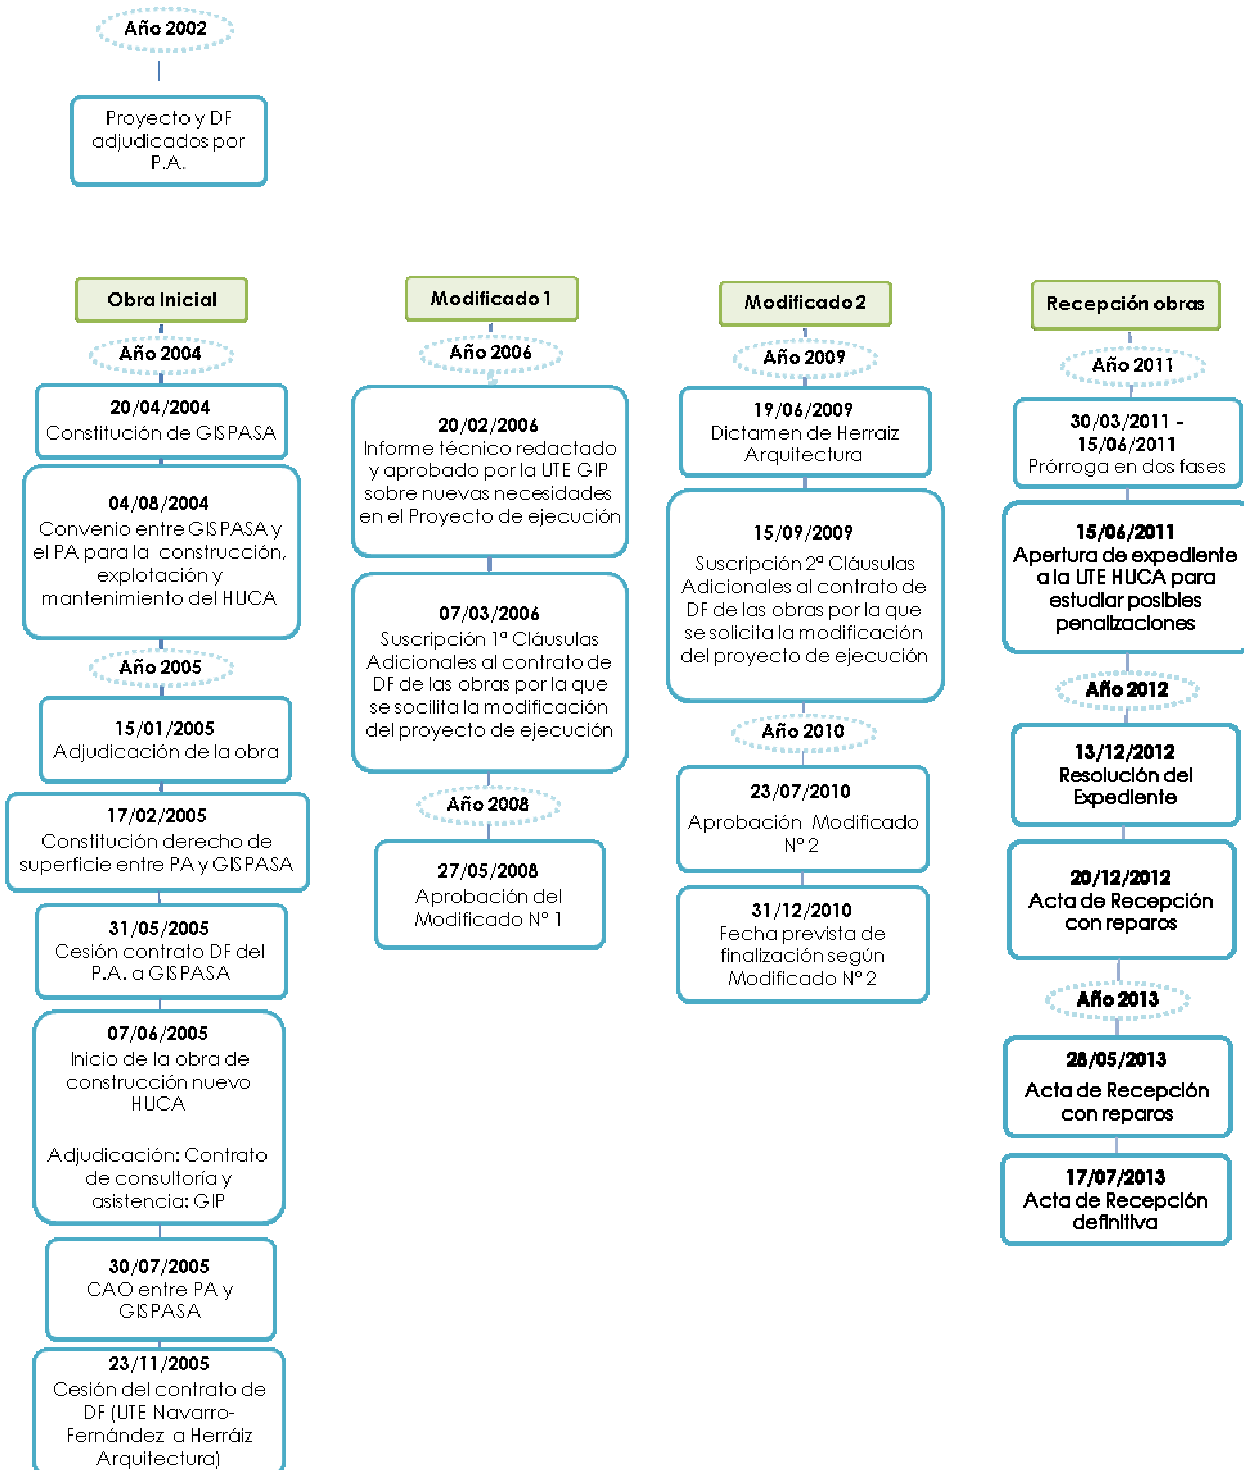 Año 2002
Proyecto y DF
adjudicados por
P.A.
Obra Inicial
Año 2004
20/04/2004
Constitución de GISPASA
04/08/2004
Convenio entre GISPASA y
el PA para la construcción,
explotación y
mantenimiento del HUCA
Año 2005
15/01/2005
Adjudicación de la obra
17/02/2005
Constitución derecho de
superficie entre PA y GISPASA
31/05/2005
Cesión contrato DF del
P.A. a GISPASA
07/06/2005
Inicio de la obra de
construcción nuevo
HUCA
Adjudicación: Contrato
de consultoría y
asistencia: GIP
30/07/2005
CAO entre PA y
GISPASA
23/11/2005
Cesión del contrato de
DF (UTE Navarro-
Fernández a Herráiz
Arquitectura)
Modificado 1
Año 2006
20/02/2006
Informe técnico redactado
y aprobado por la UTE GIP
sobre nuevas necesidades
en el Proyecto de ejecución
07/03/2006
Suscripción 1ª Cláusulas
Adicionales al contrato de
DF de las obras por la que
se socilita la modificación
del proyecto de ejecución
Año 2008
27/05/2008
Aprobación del
Modificado Nº 1
Modificado 2
Año 2009
19/06/2009
Dictamen de Herraiz
Arquitectura
15/09/2009
Suscripción 2ª Cláusulas
Adicionales al contrato de
DF de las obras por la que
se solicita la modificación
del proyecto de ejecución
Año 2010
23/07/2010
Aprobación Modificado
Nº 2
31/12/2010
Fecha prevista de
finalización según
Modificado Nº 2
Recepción obras
Año 2011
30/03/2011 -
15/06/2011
Prórroga en dos fases
15/06/2011
Apertura de expediente
a la UTE HUCA para
estudiar posibles
penalizaciones
Año 2012
13/12/2012
Resolución del
Expediente
20/12/2012
Acta de Recepción
con reparos
Año 2013
28/05/2013
Acta de Recepción
con reparos
17/07/2013
Acta de Recepción
definitiva